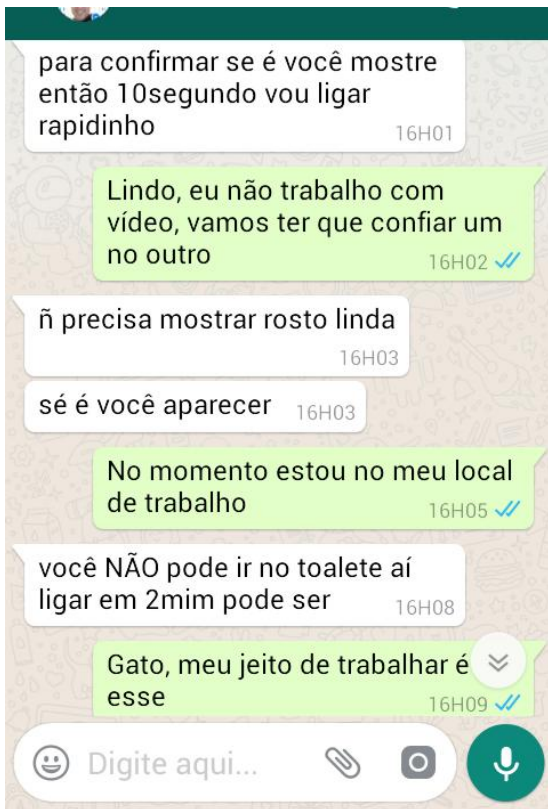 para confirmar se é você mostre
então 10segundo vou ligar
rapidinho
16H01
Lindo, eu não trabalho com
vídeo, vamos ter que confiar um
no outro
16H02
ñ precisa mostrar rosto linda
16H03
sé é você aparecer
16H03
No momento estou no meu local
de trabalho
16H05
você NÃO pode ir no toalete aí
ligar em 2mim pode ser
16H08
Gato, meu jeito de trabalhar é
esse
16H09
Digite aqui...